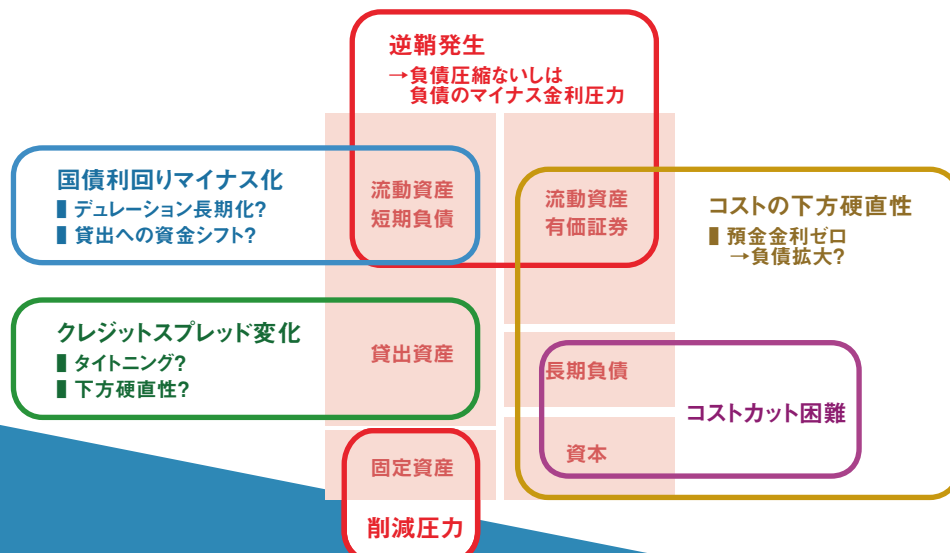 逆鞘発生
→負債圧縮ないしは
負債のマイナス金利圧力
国債利回りマイナス化
■ デュレーション長期化?
■ 貸出への資金シフト?
流動資産
短期負債
流動資産
有価証券
コストの下方硬直性
■ 預金金利ゼロ
→負債拡大?
クレジットスプレッド変化
■ タイトニング?
■ 下方硬直性?
貸出資産
長期負債
コストカット困難
固定資産
資本
削減圧力